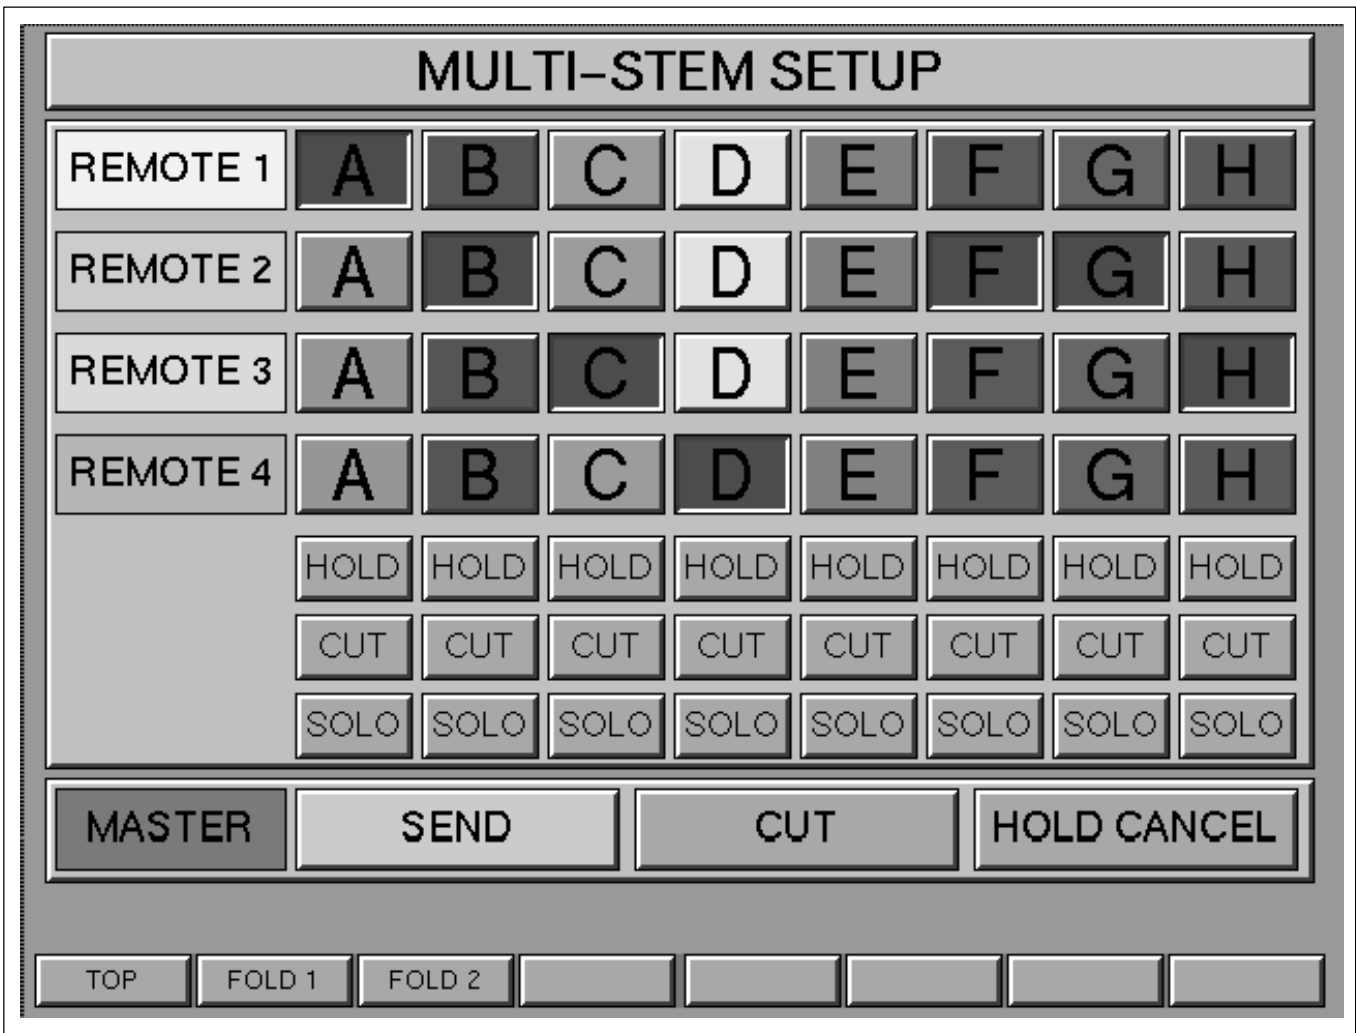 MULTI-STEM SETUP
REMOTE 1 A B C D E F G H
REMOTE 2 A B C D E F G H
REMOTE 3 A B C D E F G H
REMOTE 4 A B C D E F G H
HOLD HOLD HOLD HOLD HOLD HOLD HOLD HOLD
CUT CUT CUT CUT CUT CUT CUT CUT
SOLO SOLO SOLO SOLO SOLO SOLO SOLO SOLO
MASTER SEND CUT HOLD CANCEL
TOP FOLD 1 FOLD 2